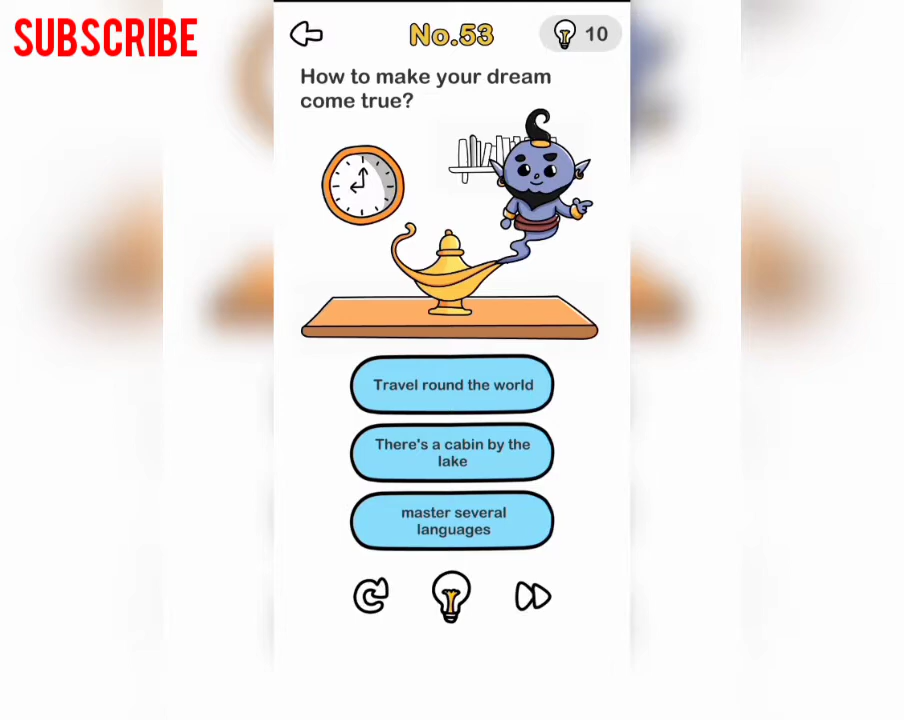 SUBSCRIBE
No.53
10
How to make your dream
come true?
Travel round the world
There's a cabin by the
lake
master several
languages